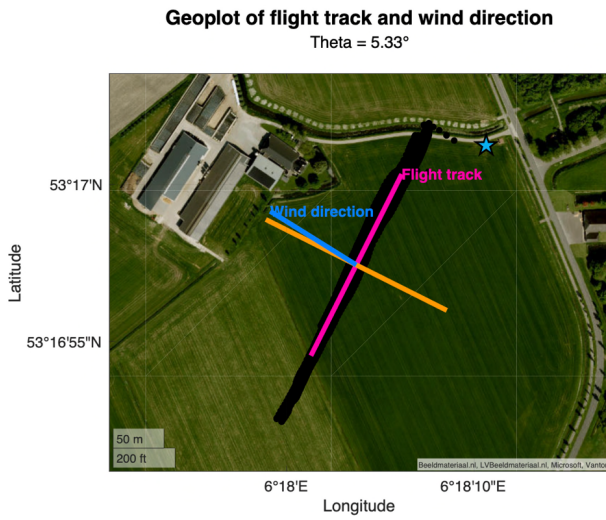 Geoplot of flight track and wind direction
Theta = 5.33°
Flight track
53°17'N
Wind direction
Latitude
53°16'55"N
50 m
200 ft
Beeldmateriaal.nl, LVBeeldmateriaal.nl, Microsoft, Vantor
6°18'E
6°18'10"E
Longitude